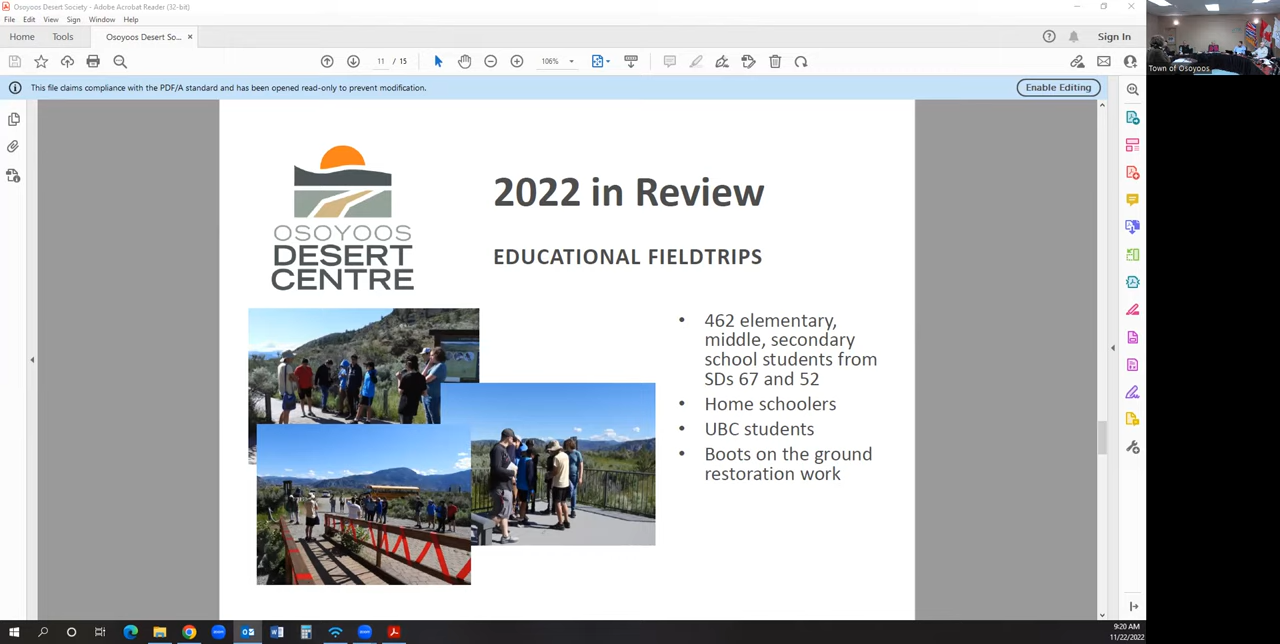 Osoyoos Desert Society - Adobe Acrobat Reader (32-bit)
File Edit View Sign Window Help
Home Tools Osoyoos Desert So... × Sign In
11 / 15 106%
This file claims compliance with the PDF/A standard and has been opened read-only to prevent modification. Enable Editing
Town of Osoyoos
OSOYOOS
DESERT
CENTRE
2022 in Review
EDUCATIONAL FIELDTRIPS
• 462 elementary,
middle, secondary
school students from
SDs 67 and 52
• Home schoolers
• UBC students
• Boots on the ground
restoration work
9:20 AM
11/22/2022